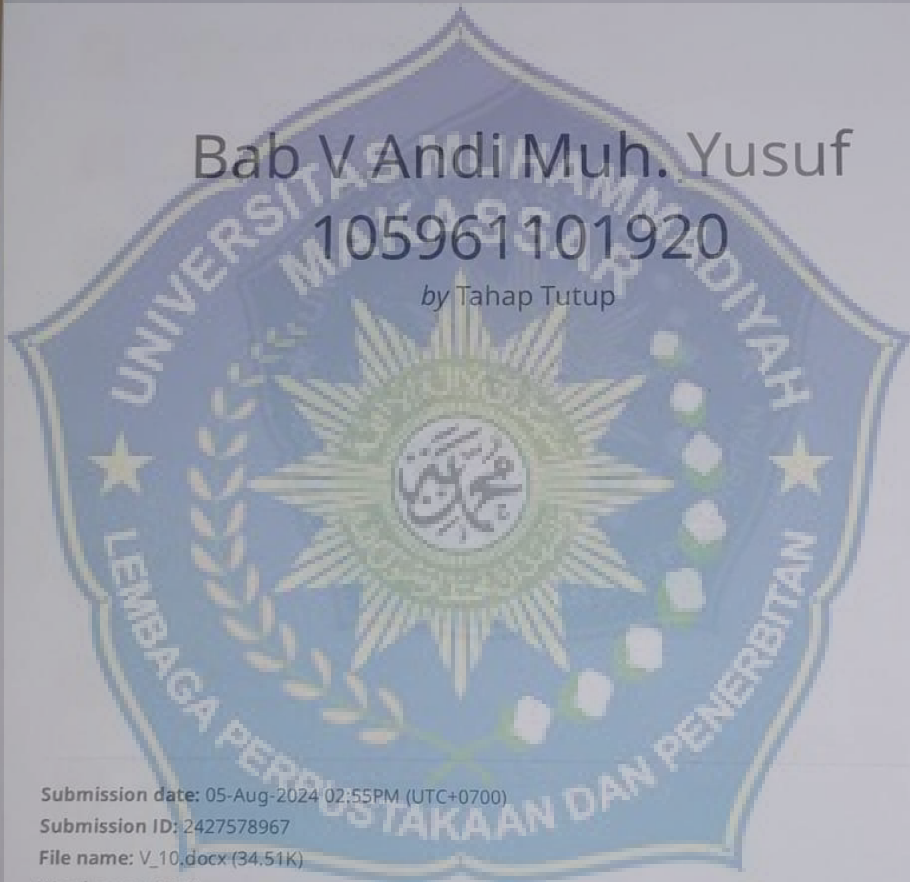 Bab V Andi Muh. Yusuf
105961101920
by Tahap Tutup
UNIVERSITAS MUHAMMADIYAH
MAKASSAR
محمد
LEMBAGA PERPUSTAKAAN DAN PENERBITAN
Submission date: 05-Aug-2024 02:55PM (UTC+0700)
Submission ID: 2427578967
File name: V_10.docx (34.51K)